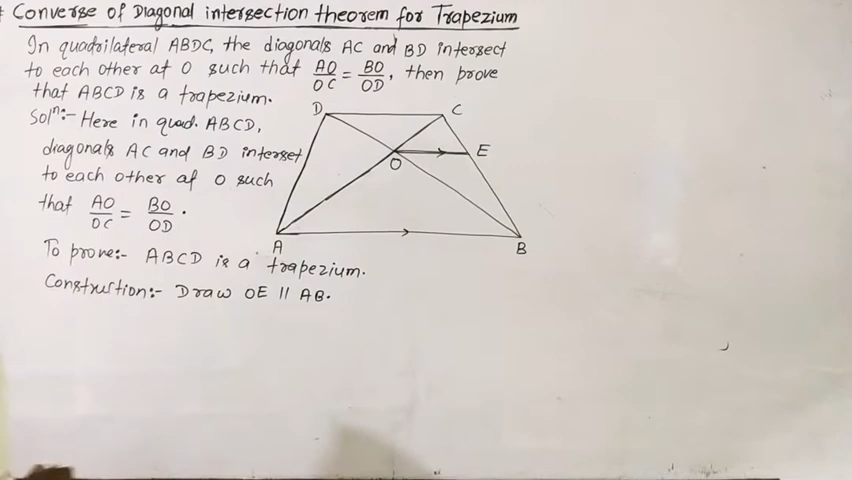 Converse of Diagonal intersection theorem for Trapezium
In quadrilateral ABDC, the diagonals AC and BD intersect
to each other at O such that AO/OC = BO/OD, then prove
that ABCD is a trapezium.
Solⁿ:- Here in quad. ABCD,
diagonals AC and BD interset
to each other at O such
that AO/OC = BO/OD.
To prove:- ABCD is a trapezium.
Constrution:- Draw OE || AB.
D
C
O
E
A
B